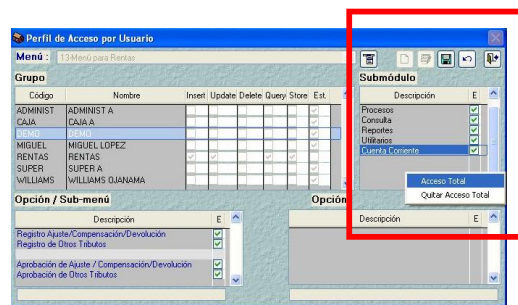 Perfil de Acceso por Usuario
Menú : 13-Menú para Rentas
Grupo
Submódulo
Código Nombre Insert Update Delete Query Store Est.
Descripción E
ADMINIST ADMINIST A
CAJA CAJA A
DEMO DEMO
MIGUEL MIGUEL LOPEZ
RENTAS RENTAS
SUPER SUPER A
WILLIAMS WILLIAMS OJANAMA
Procesos
Consulta
Reportes
Utilitarios
Cuenta Corriente
Acceso Total
Quitar Acceso Total
Opción / Sub-menú
Opción
Descripción E
Descripción E
Registro Ajuste/Compensación/Devolución
Registro de Otros Tributos
Aprobación de Ajuste / Compensación/Devolución
Aprobación de Otros Tributos